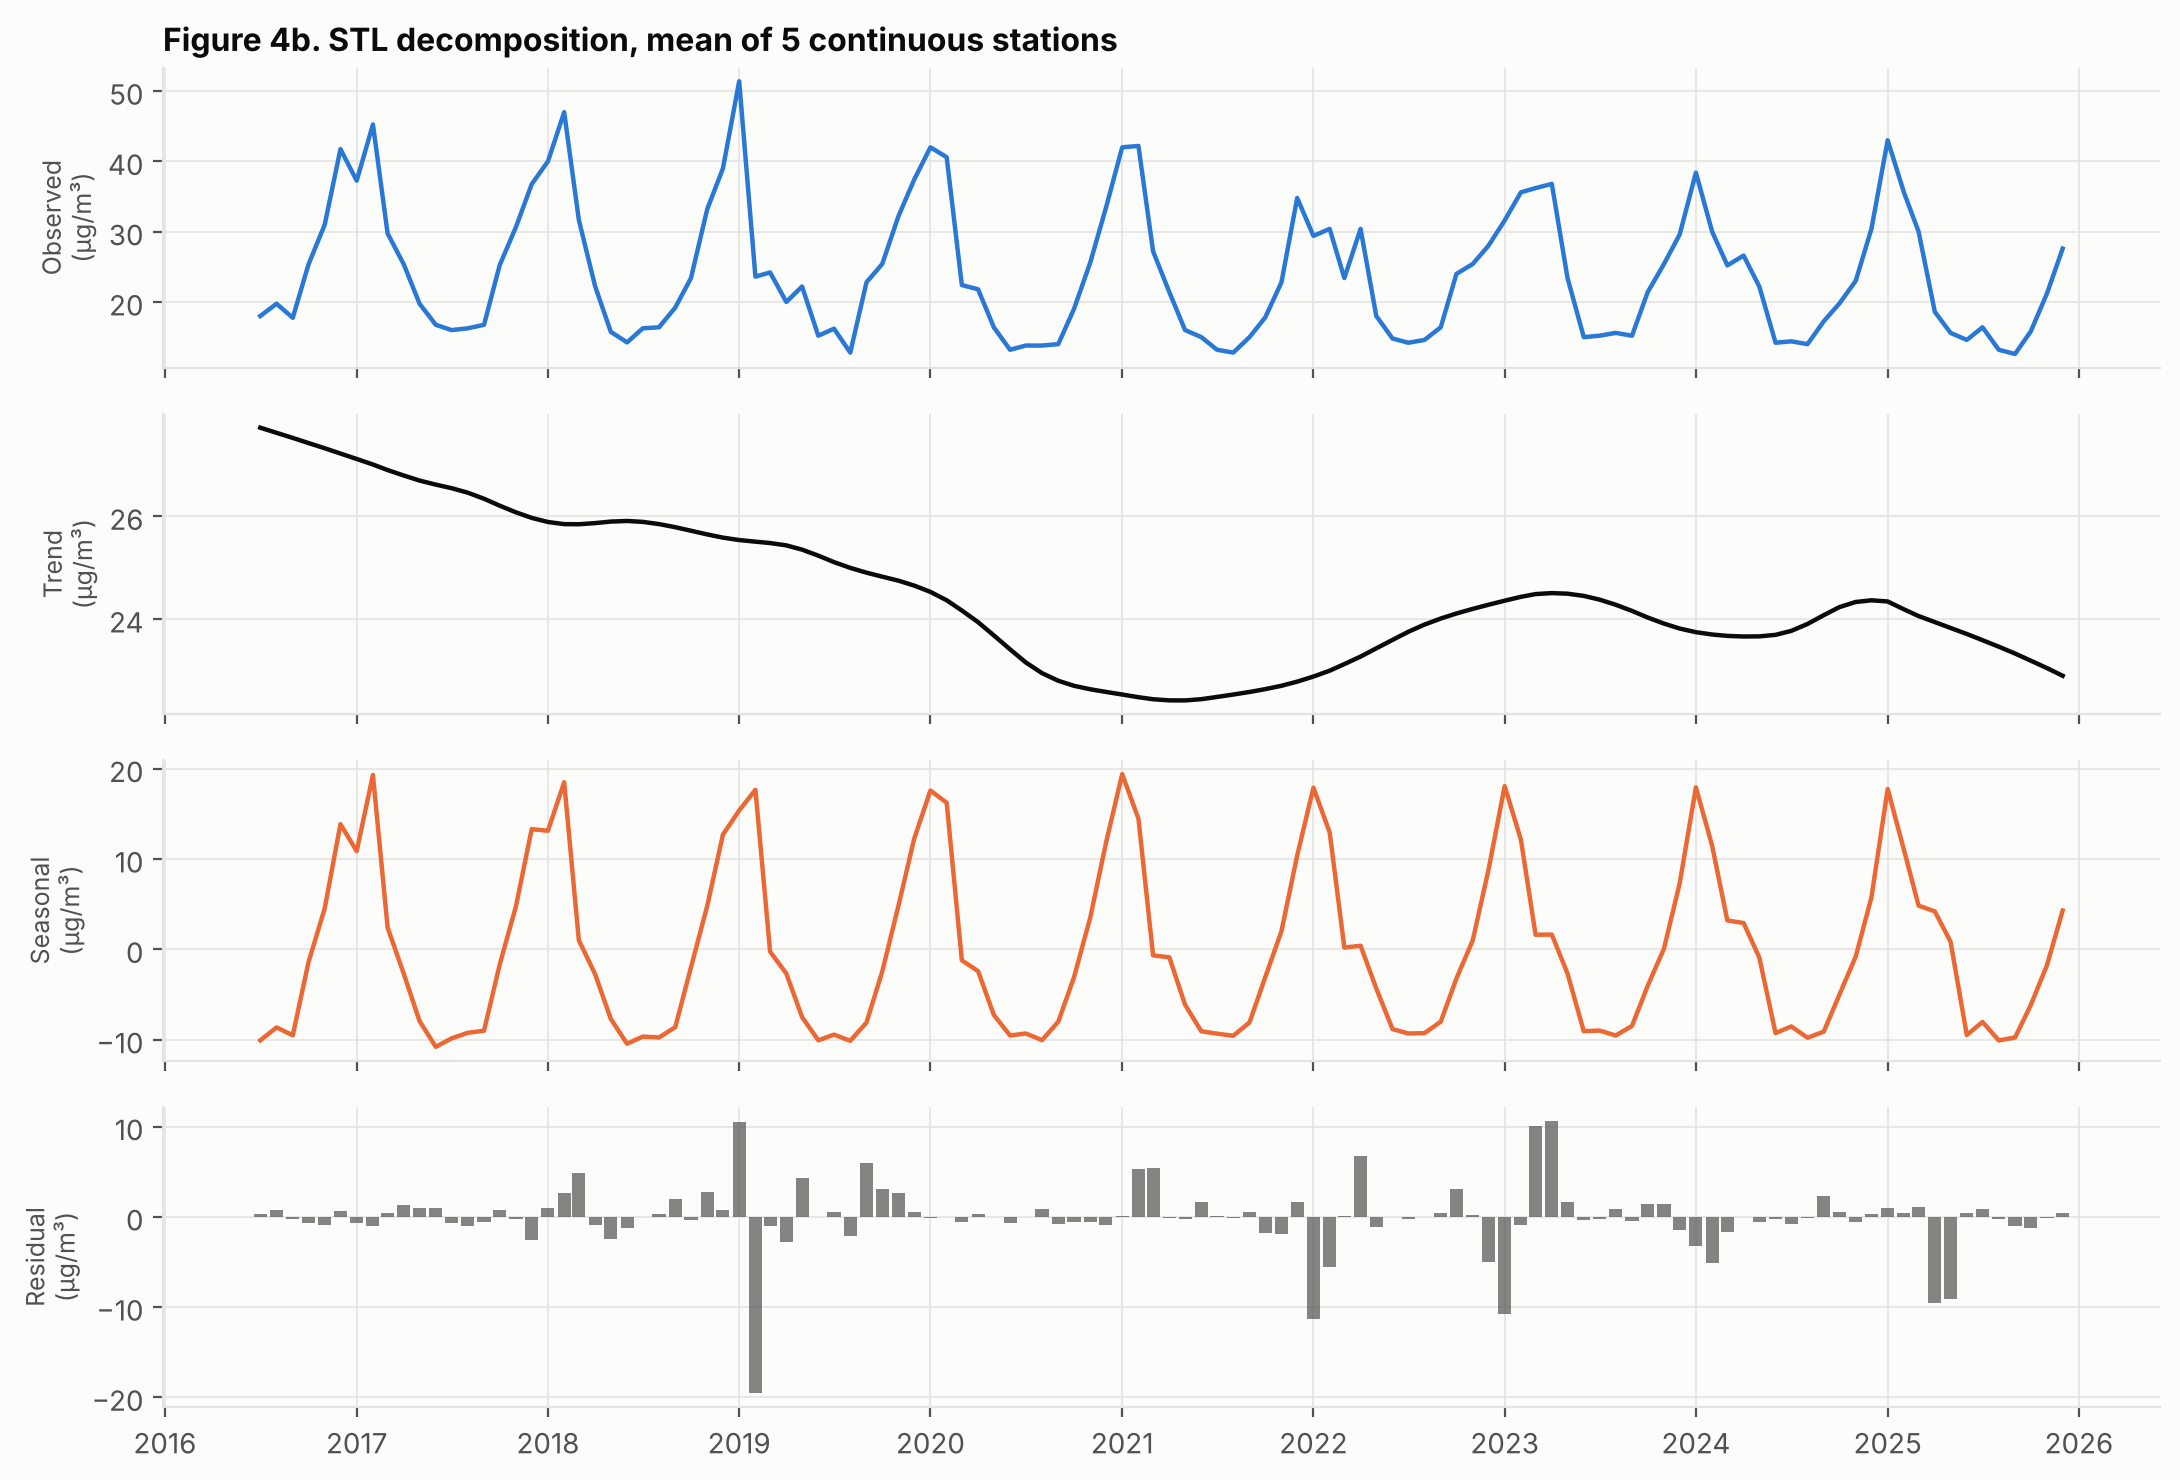 Figure 4b. STL decomposition, mean of 5 continuous stations
Observed
(µg/m³)
50
40
30
20
Trend
(µg/m³)
26
24
Seasonal
(µg/m³)
20
10
0
−10
Residual
(µg/m³)
10
0
−10
−20
2016 2017 2018 2019 2020 2021 2022 2023 2024 2025 2026